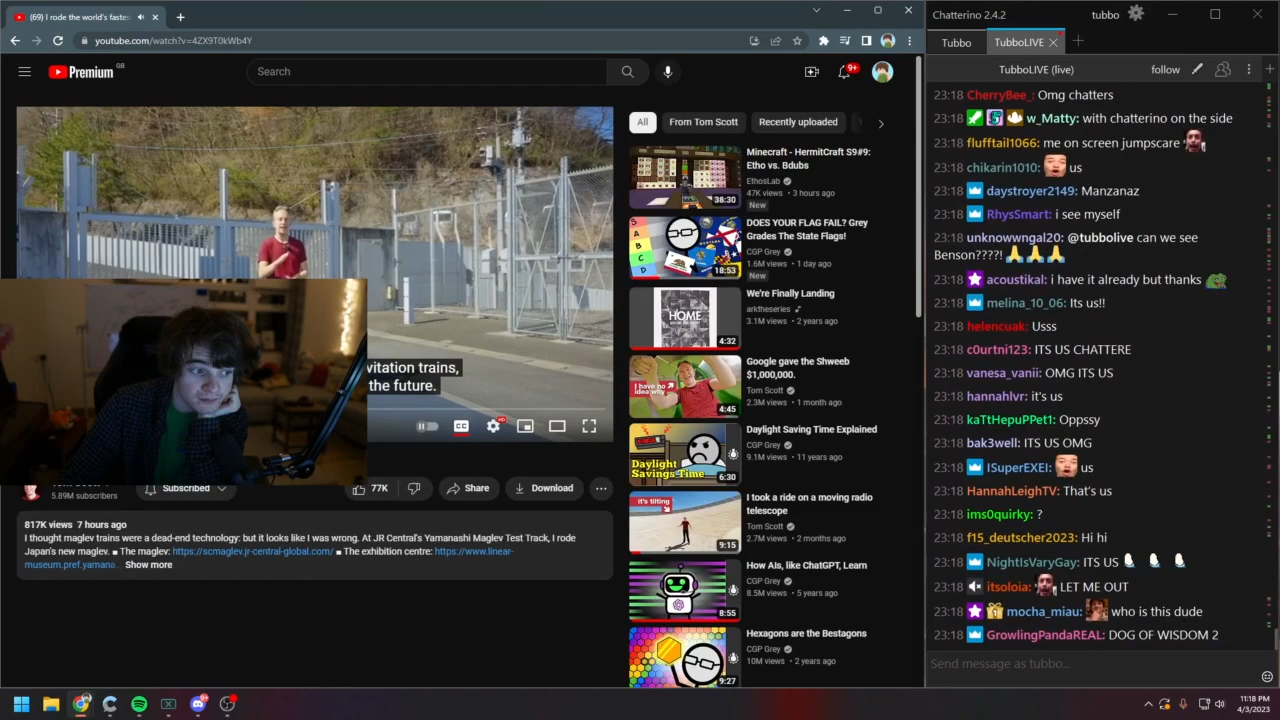 (69) I rode the world's fastes
youtube.com/watch?v=4ZX9T0kWb4Y
Premium GB
Search
9+
vitation trains,
the future.
CC
HD
5.89M subscribers
Subscribed
77K
Share
Download
817K views 7 hours ago
I thought maglev trains were a dead-end technology: but it looks like I was wrong. At JR Central's Yamanashi Maglev Test Track, I rode
Japan's new maglev. ■ The maglev: https://scmaglev.jr-central-global.com/ ■ The exhibition centre: https://www.linear-
museum.pref.yamana... Show more
All
From Tom Scott
Recently uploaded
38:30
Minecraft - HermitCraft S9#9:
Etho vs. Bdubs
EthosLab
47K views • 3 hours ago
New
S
A
B
C
D
18:53
DOES YOUR FLAG FAIL? Grey
Grades The State Flags!
CGP Grey
1.6M views • 1 day ago
New
HOME
4:32
We're Finally Landing
arktheseries
3.1M views • 2 years ago
I have no
idea why
4:45
Google gave the Shweeb
$1,000,000.
Tom Scott
2.3M views • 1 month ago
Daylight
Savings Time
6:30
Daylight Saving Time Explained
CGP Grey
9.1M views • 11 years ago
it's tilting
9:15
I took a ride on a moving radio
telescope
Tom Scott
2.7M views • 2 months ago
8:55
How AIs, like ChatGPT, Learn
CGP Grey
8.5M views • 5 years ago
9:27
Hexagons are the Bestagons
CGP Grey
10M views • 2 years ago
Chatterino 2.4.2
tubbo
Tubbo
TubboLIVE
TubboLIVE (live)
follow
23:18 CherryBee_: Omg chatters
23:18 w_Matty: with chatterino on the side
23:18 flufftail1066: me on screen jumpscare
23:18 chikarin1010: us
23:18 daystroyer2149: Manzanaz
23:18 RhysSmart: i see myself
23:18 unknowwngal20: @tubbolive can we see
Benson????! 🙏 🙏 🙏
23:18 acoustikal: i have it already but thanks
23:18 melina_10_06: Its us!!
23:18 helencuak: Usss
23:18 c0urtni123: ITS US CHATTERE
23:18 vanesa_vanii: OMG ITS US
23:18 hannahlvr: it's us
23:18 kaTtHepuPPet1: Oppssy
23:18 bak3well: ITS US OMG
23:18 ISuperEXEI: us
23:18 HannahLeighTV: That's us
23:18 ims0quirky: ?
23:18 f15_deutscher2023: Hi hi
23:18 NightIsVaryGay: ITS US
23:18 itsoloia: LET ME OUT
23:18 mocha_miau: who is this dude
23:18 GrowlingPandaREAL: DOG OF WISDOM 2
Send message as tubbo...
11:18 PM
4/3/2023